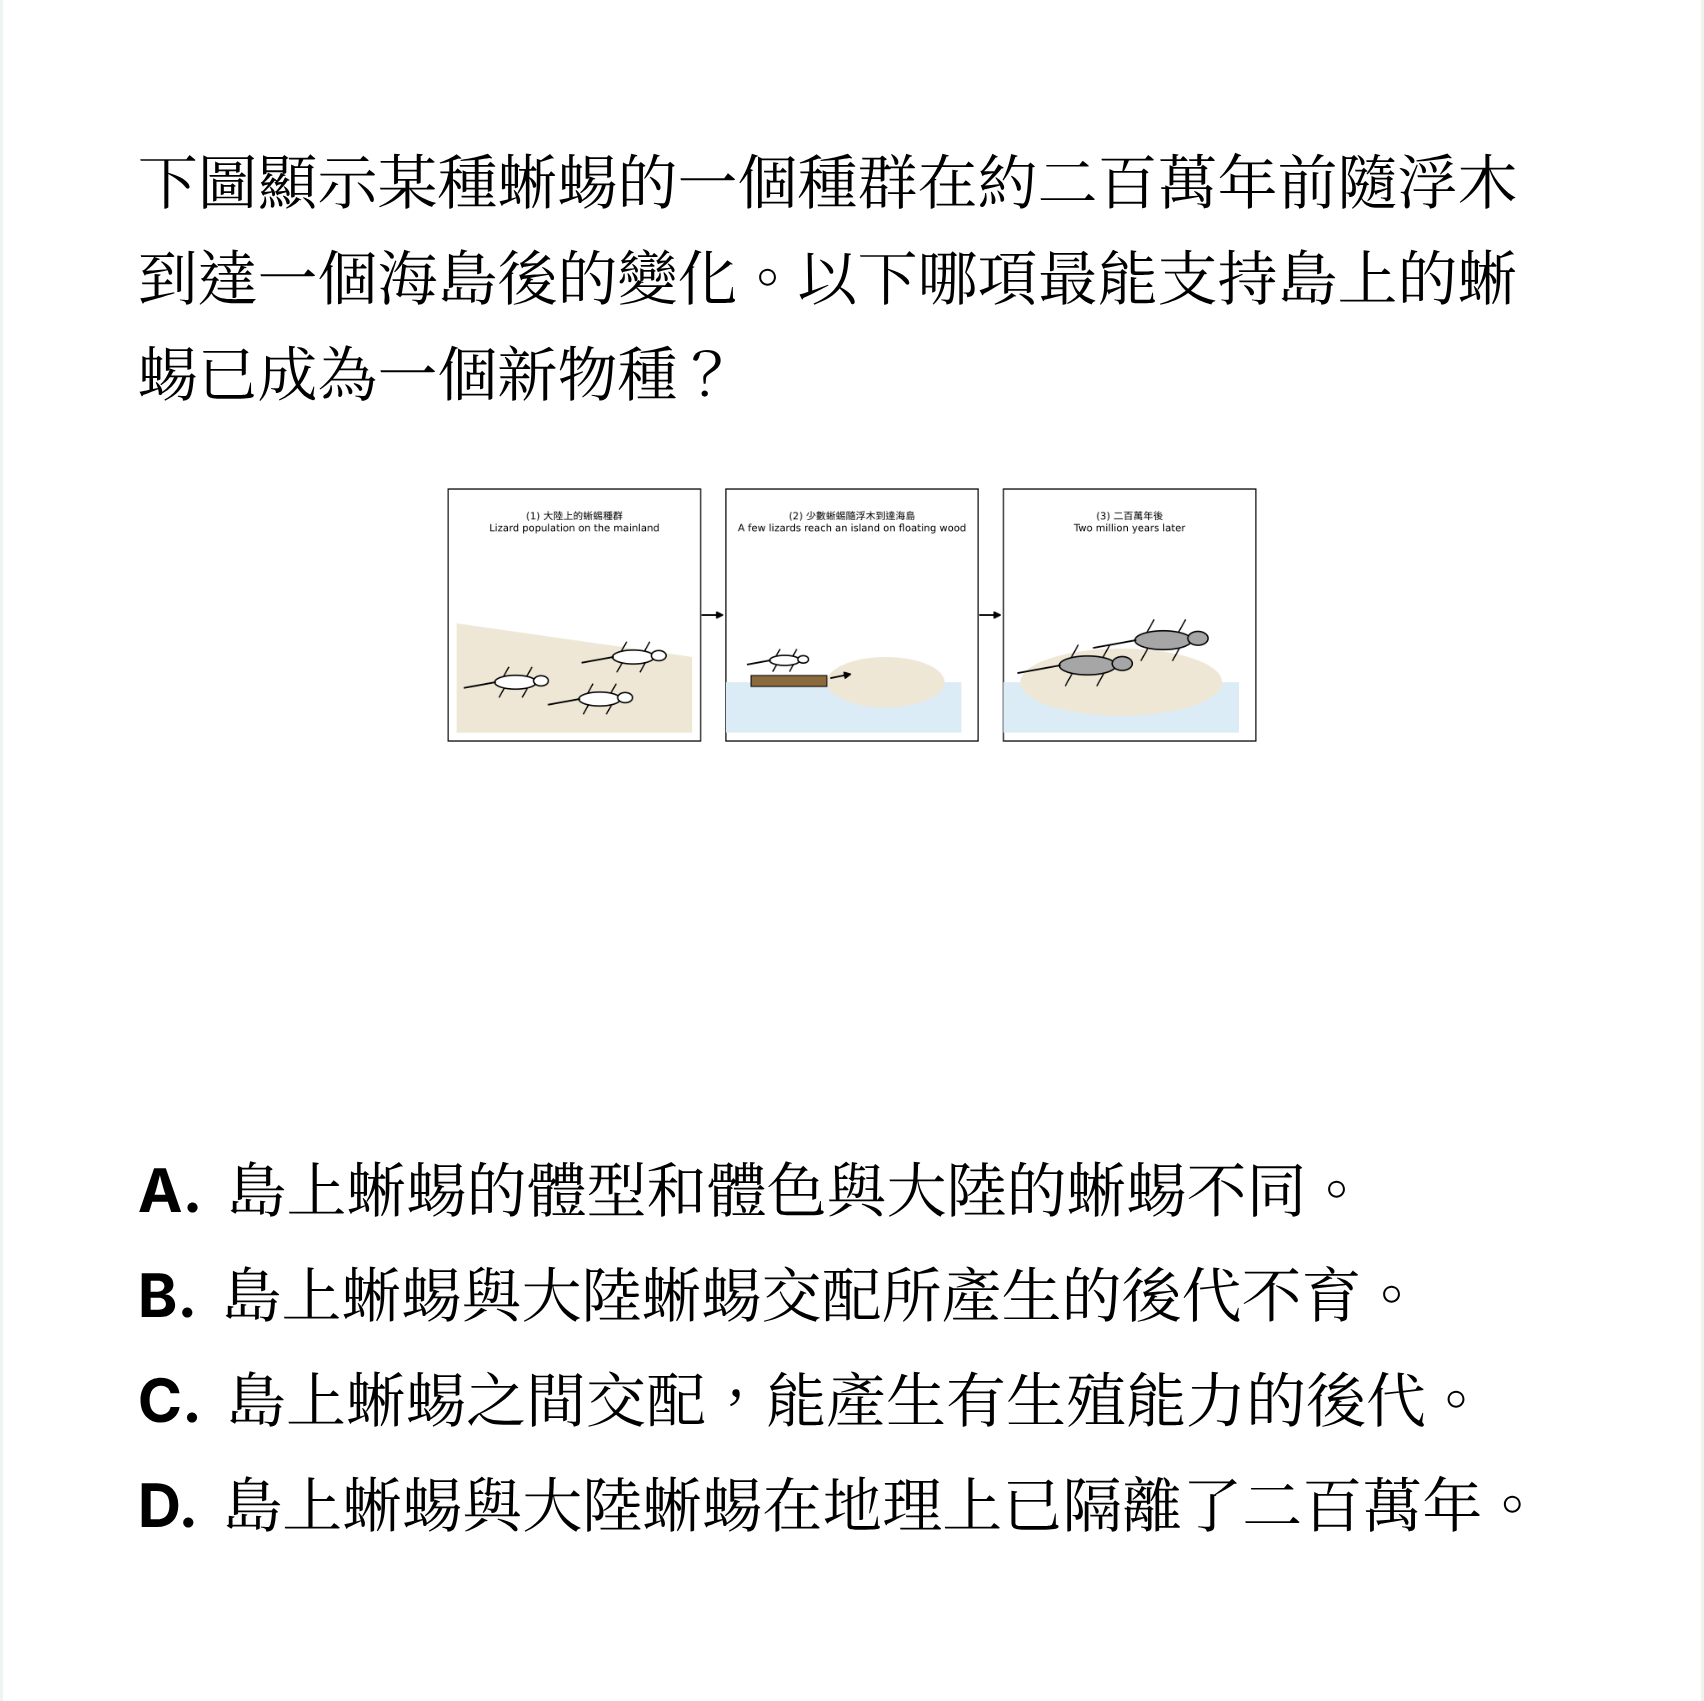 下圖顯示某種蜥蜴的一個種群在約二百萬年前隨浮木
到達一個海島後的變化。以下哪項最能支持島上的蜥
蜴已成為一個新物種？
(1) 大陸上的蜥蜴種群
Lizard population on the mainland
(2) 少數蜥蜴隨浮木到達海島
A few lizards reach an island on floating wood
(3) 二百萬年後
Two million years later
A. 島上蜥蜴的體型和體色與大陸的蜥蜴不同。
B. 島上蜥蜴與大陸蜥蜴交配所產生的後代不育。
C. 島上蜥蜴之間交配，能產生有生殖能力的後代。
D. 島上蜥蜴與大陸蜥蜴在地理上已隔離了二百萬年。